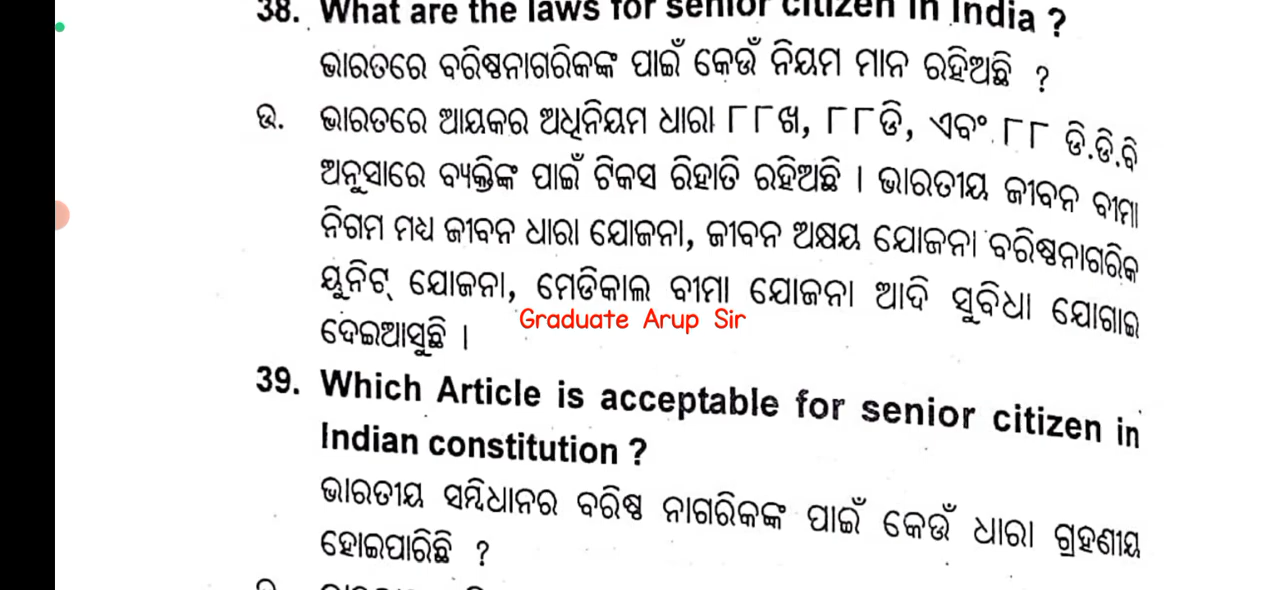 38. What are the laws for senior citizen in India ?
ଭାରତରେ ବରିଷ୍ଠନାଗରିକଙ୍କ ପାଇଁ କେଉଁ ନିୟମ ମାନ ରହିଅଛି ?
ଉ. ଭାରତରେ ଆୟକର ଅଧିନିୟମ ଧାରା ୮୮ଖ, ୮୮ଡି, ଏବଂ ୮୮ ଡି.ଡି.ବି
ଅନୁସାରେ ବ୍ୟକ୍ତିଙ୍କ ପାଇଁ ଟିକସ ରିହାତି ରହିଅଛି । ଭାରତୀୟ ଜୀବନ ବୀମା
ନିଗମ ମଧ୍ୟ ଜୀବନ ଧାରା ଯୋଜନା, ଜୀବନ ଅକ୍ଷୟ ଯୋଜନା ବରିଷ୍ଠନାଗରିକ
ୟୁନିଟ୍ ଯୋଜନା, ମେଡିକାଲ ବୀମା ଯୋଜନା ଆଦି ସୁବିଧା ଯୋଗାଇ
Graduate Arup Sir
ଦେଇଆସୁଛି ।
39. Which Article is acceptable for senior citizen in
Indian constitution ?
ଭାରତୀୟ ସମ୍ବିଧାନର ବରିଷ୍ଠ ନାଗରିକଙ୍କ ପାଇଁ କେଉଁ ଧାରା ଗ୍ରହଣୀୟ
ହୋଇପାରିଛି ?